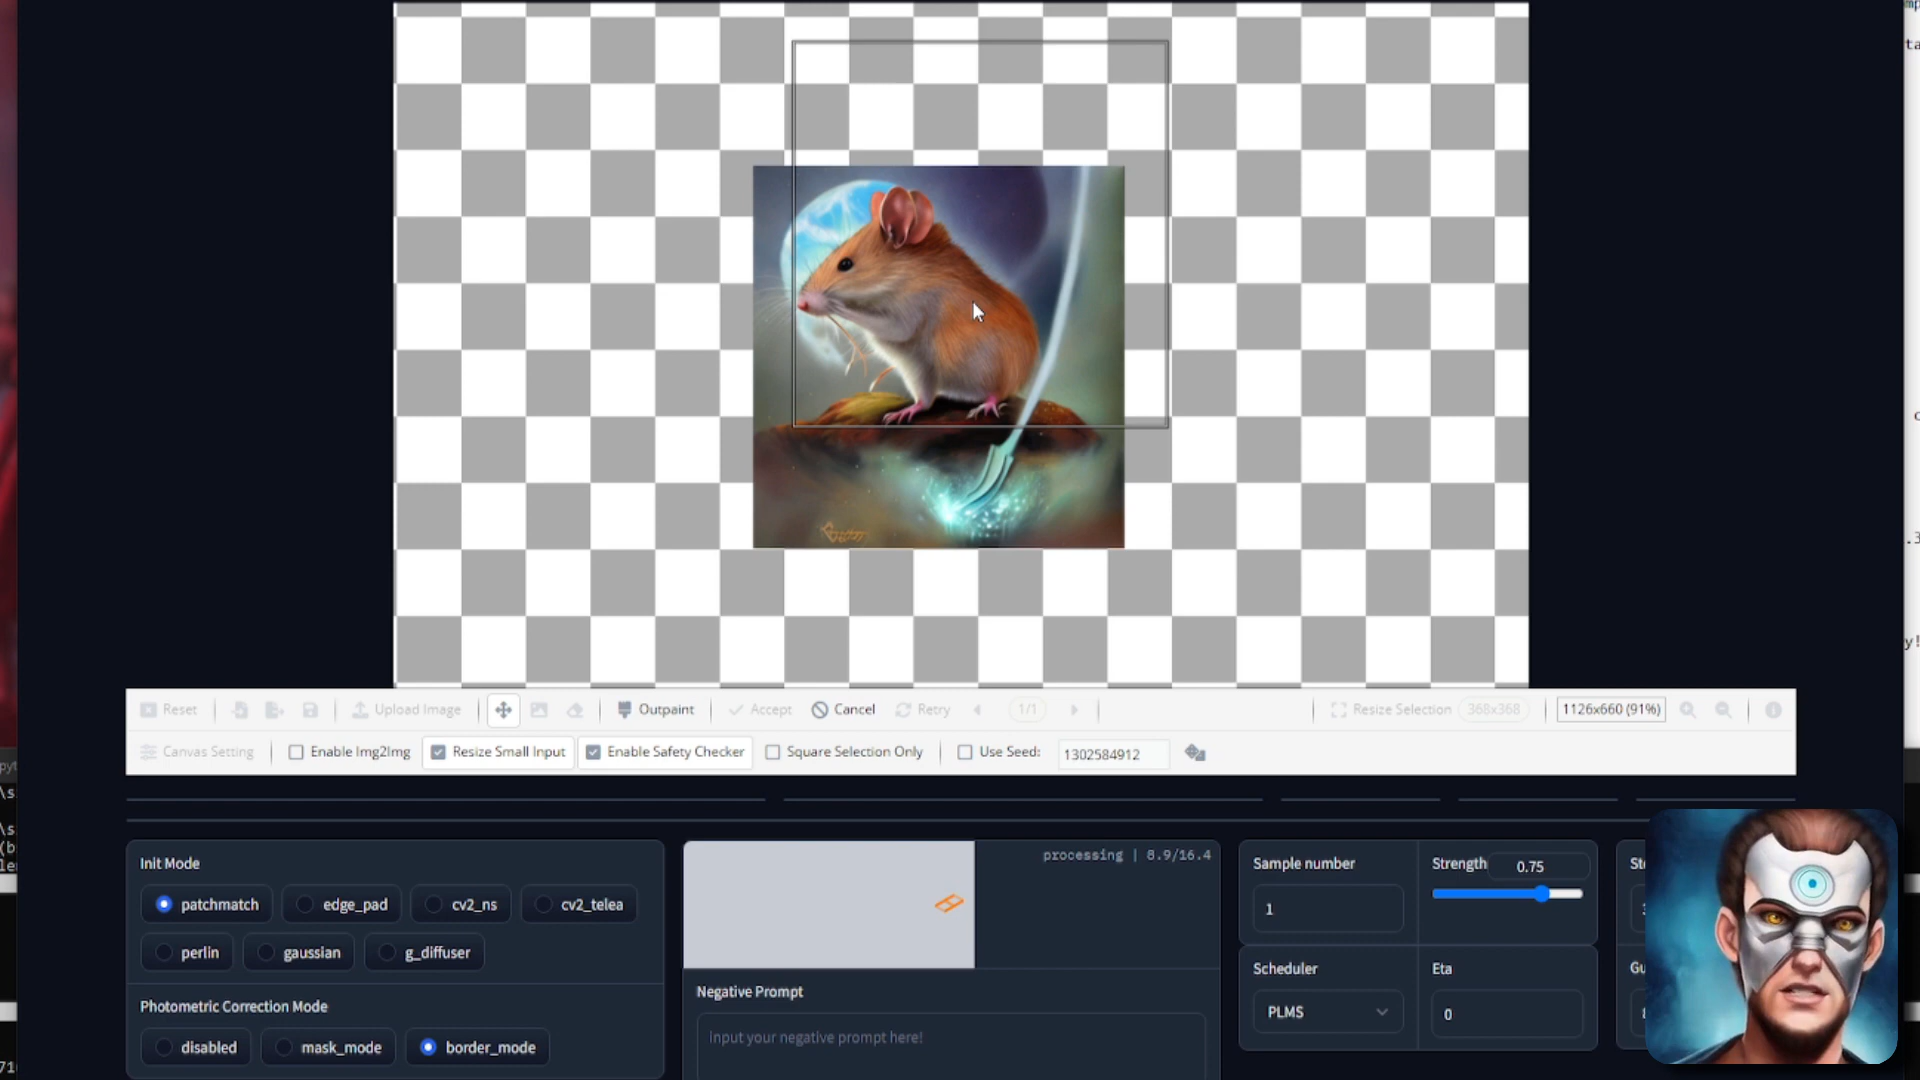 Reset
Upload Image
Outpaint
Accept
Cancel
Retry
1/1
Resize Selection
368x368
1126x660 (91%)
Canvas Setting
Enable Img2Img
Resize Small Input
Enable Safety Checker
Square Selection Only
Use Seed:
1302584912
Init Mode
patchmatch
edge_pad
cv2_ns
cv2_telea
perlin
gaussian
g_diffuser
Photometric Correction Mode
disabled
mask_mode
border_mode
processing | 8.9/16.4
Negative Prompt
Input your negative prompt here!
Sample number
1
Strength
0.75
Scheduler
PLMS
Eta
0